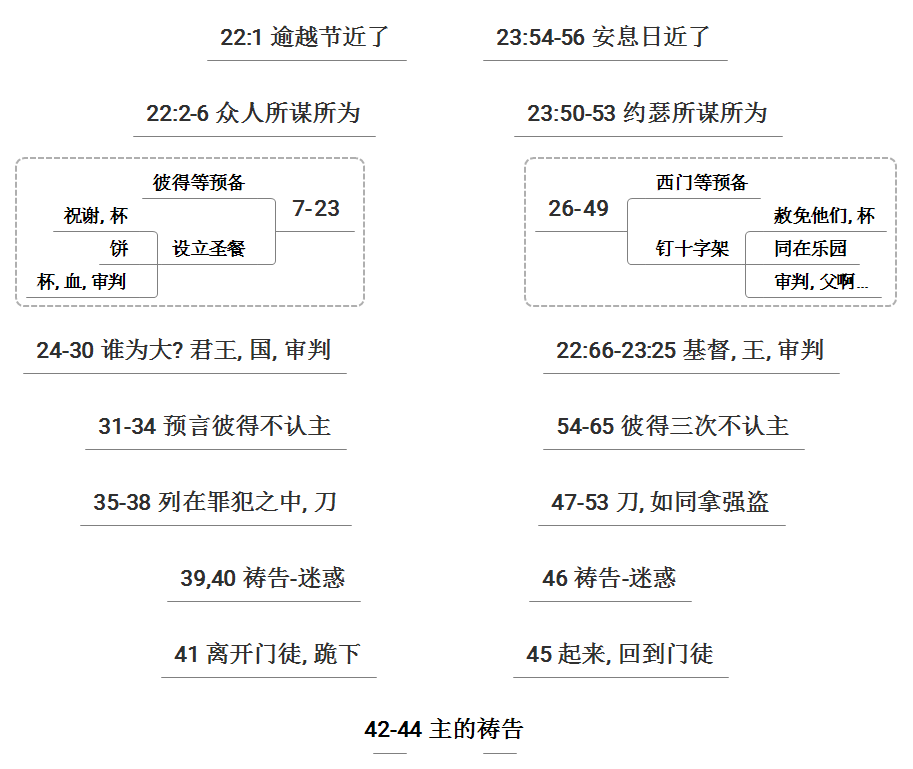 22:1 逾越节近了
23:54-56 安息日近了
22:2-6 众人所谋所为
23:50-53 约瑟所谋所为
彼得等预备
祝谢, 杯
7-23
饼
设立圣餐
杯, 血, 审判
西门等预备
26-49
赦免他们, 杯
钉十字架
同在乐园
审判, 父啊...
24-30 谁为大? 君王, 国, 审判
22:66-23:25 基督, 王, 审判
31-34 预言彼得不认主
54-65 彼得三次不认主
35-38 列在罪犯之中, 刀
47-53 刀, 如同拿强盗
39,40 祷告-迷惑
46 祷告-迷惑
41 离开门徒, 跪下
45 起来, 回到门徒
42-44 主的祷告